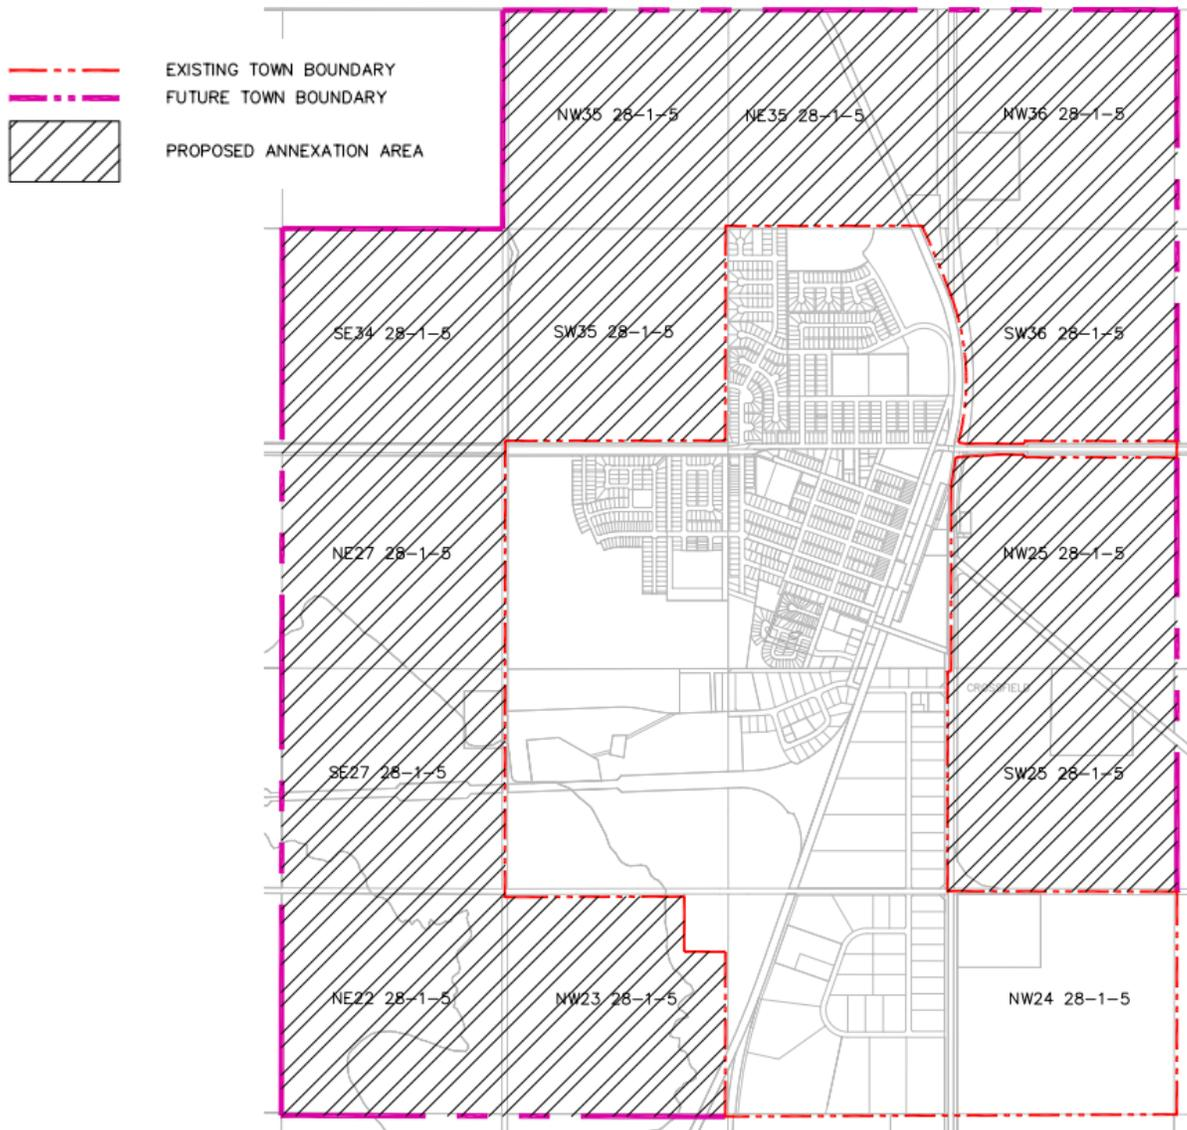 EXISTING TOWN BOUNDARY
FUTURE TOWN BOUNDARY
PROPOSED ANNEXATION AREA
NW35 28-1-5
NE35 28-1-5
NW36 28-1-5
SE34 28-1-5
SW35 28-1-5
SW36 28-1-5
NE27 28-1-5
NW25 28-1-5
CROSSFIELD
SE27 28-1-5
SW25 28-1-5
NE22 28-1-5
NW23 28-1-5
NW24 28-1-5